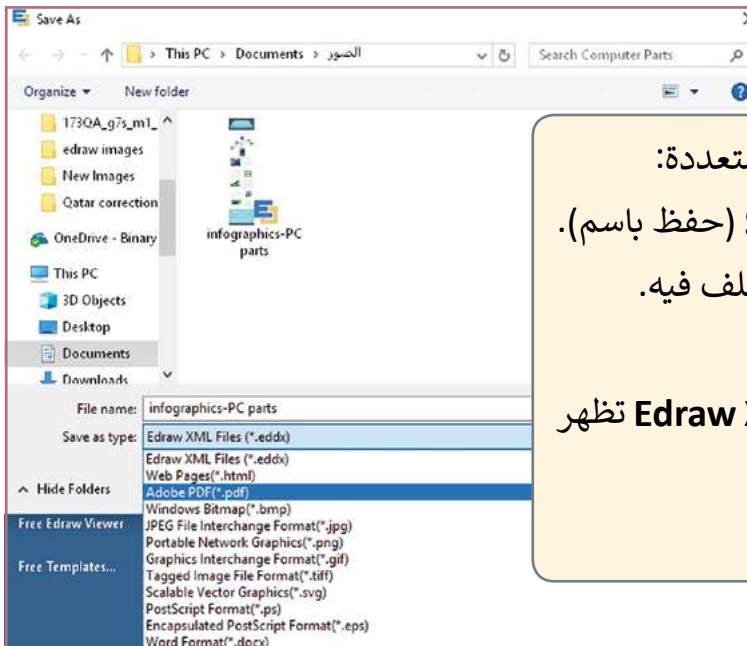 Save As
This PC > Documents > الصور
Search Computer Parts
Organize
New folder
173QA_g7s_m1_
edraw images
New Images
Qatar correction
OneDrive - Binary
This PC
3D Objects
Desktop
Documents
Downloads
infographics-PC
parts
File name: infographics-PC parts
Save as type: Edraw XML Files (*.eddx)
Edraw XML Files (*.eddx)
Web Pages(*.html)
Adobe PDF(*.pdf)
Windows Bitmap(*.bmp)
JPEG File Interchange Format(*.jpg)
Portable Network Graphics(*.png)
Graphics Interchange Format(*.gif)
Tagged Image File Format(*.tiff)
Scalable Vector Graphics(*.svg)
PostScript Format(*.ps)
Encapsulated PostScript Format(*.eps)
Word Format(*.docx)
Hide Folders
Free Edraw Viewer
Free Templates...
(حفظ باسم).
فيه.
Edraw تظهر